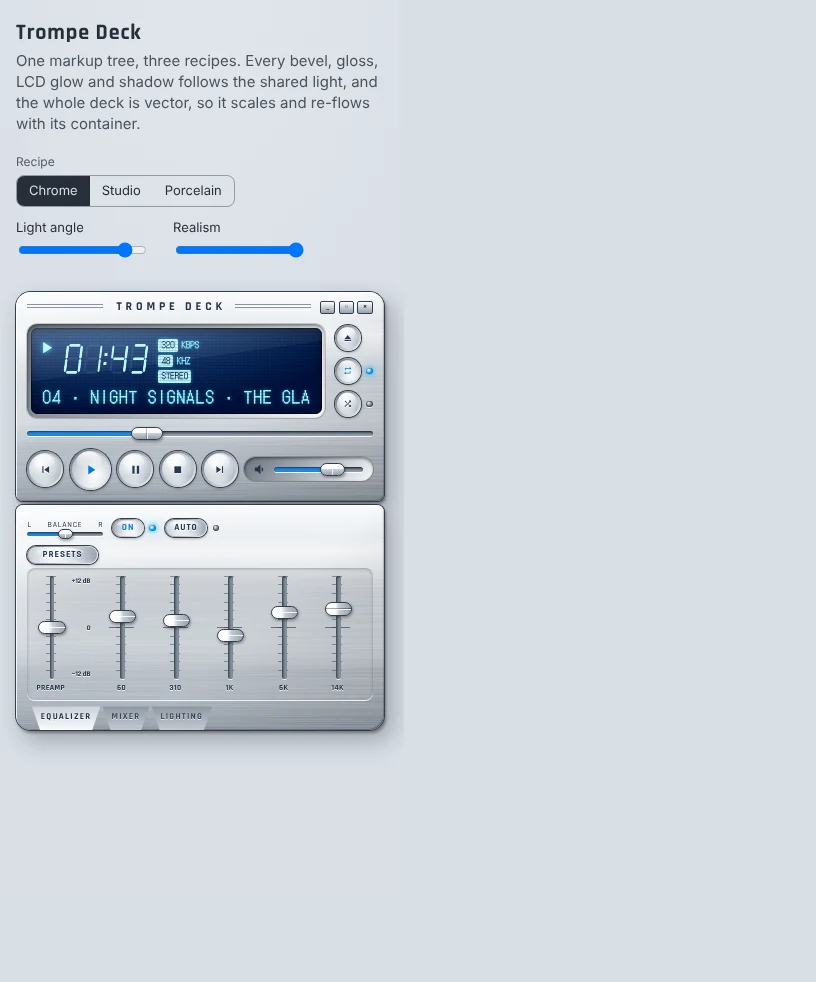 Trompe Deck
One markup tree, three recipes. Every bevel, gloss,
LCD glow and shadow follows the shared light, and
the whole deck is vector, so it scales and re-flows
with its container.
Recipe
Chrome Studio Porcelain
Light angle Realism
TROMPE DECK
01:43
320 KBPS
48 KHZ
STEREO
04 · NIGHT SIGNALS · THE GLA
L BALANCE R ON AUTO
PRESETS
+12 dB
0
−12 dB
PREAMP 60 310 1K 6K 14K
EQUALIZER MIXER LIGHTING